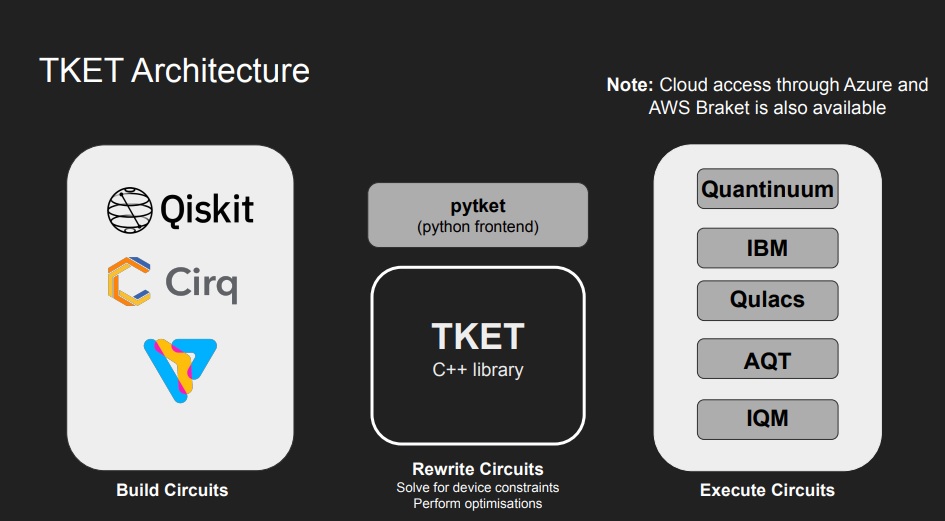 TKET Architecture
Note: Cloud access through Azure and
AWS Braket is also available
Qiskit
Cirq
Build Circuits
pytket
(python frontend)
TKET
C++ library
Rewrite Circuits
Solve for device constraints
Perform optimisations
Quantinuum
IBM
Qulacs
AQT
IQM
Execute Circuits